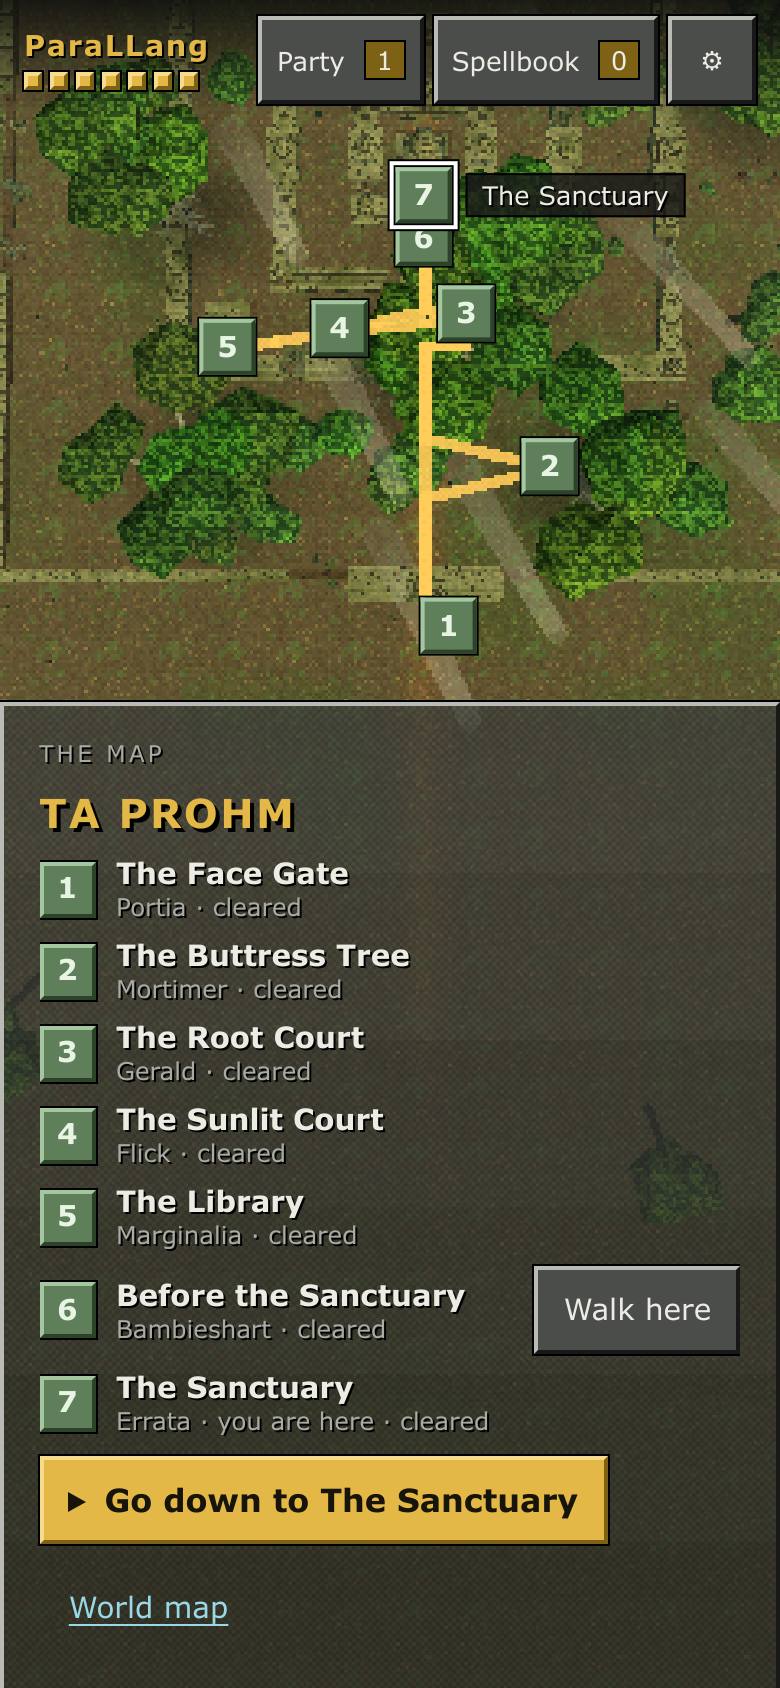 ParaLLang
Party 1
Spellbook 0
⚙
7
The Sanctuary
6
3
4
5
2
1
THE MAP
TA PROHM
1
The Face Gate
Portia · cleared
2
The Buttress Tree
Mortimer · cleared
3
The Root Court
Gerald · cleared
4
The Sunlit Court
Flick · cleared
5
The Library
Marginalia · cleared
6
Before the Sanctuary
Bambieshart · cleared
Walk here
7
The Sanctuary
Errata · you are here · cleared
▶ Go down to The Sanctuary
World map